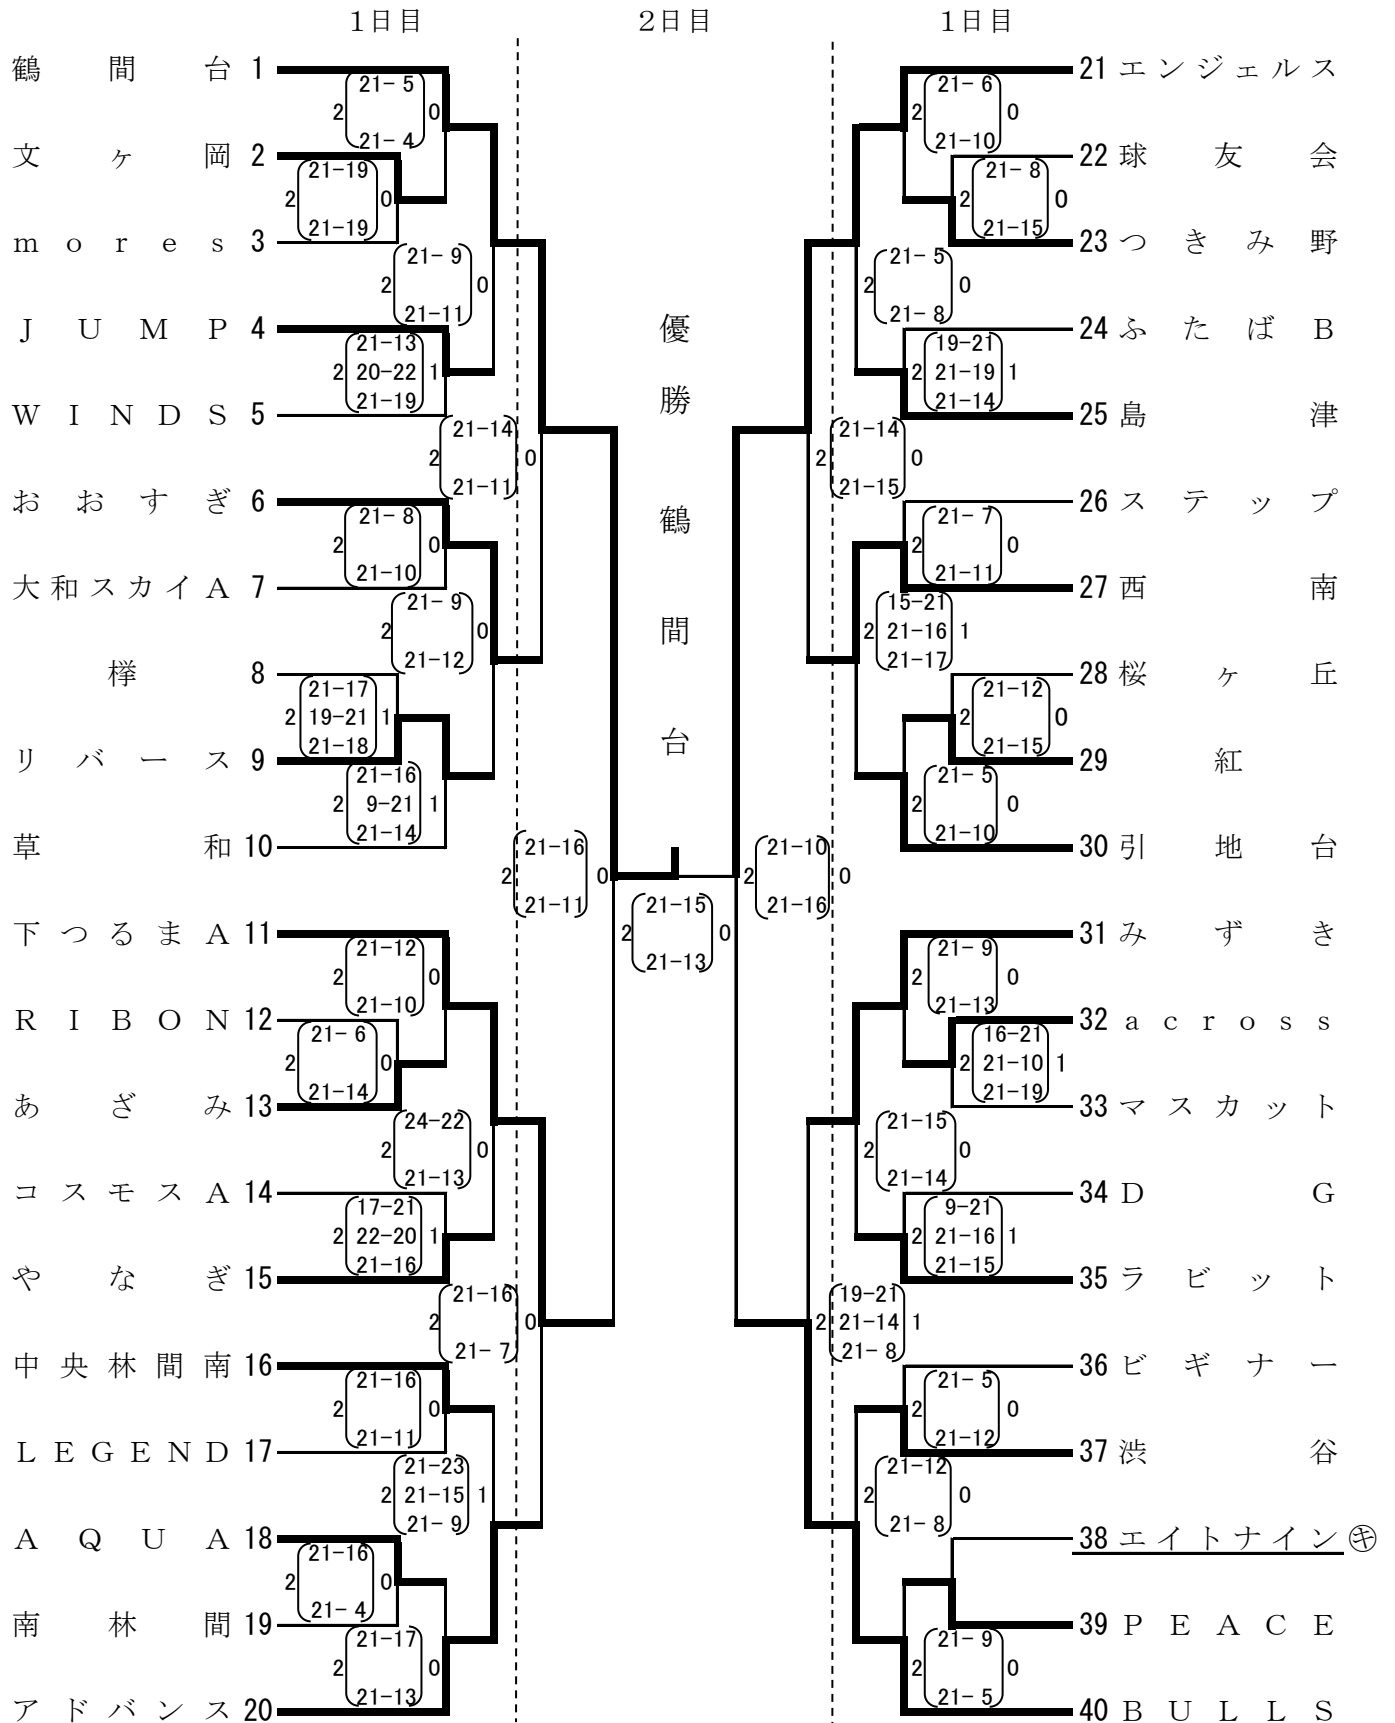 1日目 2日目 1日目
鶴間台 1
21-5
2 0
21-4
文ヶ岡 2
21-19
2 0
21-19
mores 3
21-9
2 0
21-11
JUMP 4
21-13
2 20-22 1
21-19
WINDS 5
21-14
2 0
21-11
おおすぎ 6
21-8
2 0
21-10
大和スカイA 7
21-9
2 0
21-12
欅 8
21-17
2 19-21 1
21-18
リバース 9
21-16
2 9-21 1
21-14
草和 10
21-16
2 0
21-11
下つるまA 11
21-12
2 0
21-10
RIBON 12
21-6
2 0
21-14
あざみ 13
24-22
2 0
21-13
コスモスA 14
17-21
2 22-20 1
21-16
やなぎ 15
21-16
2 0
21-7
中央林間南 16
21-16
2 0
21-11
LEGEND 17
21-23
2 21-15 1
21-9
AQUA 18
21-16
2 0
21-4
南林間 19
21-17
2 0
21-13
アドバンス 20
優勝鶴間台
21-15
2 0
21-13
21 エンジェルス
21-6
2 0
21-10
22 球友会
21-8
2 0
21-15
23 つきみ野
21-5
2 0
21-8
24 ふたばB
19-21
2 21-19 1
21-14
25 島津
21-14
2 0
21-15
26 ステップ
21-7
2 0
21-11
27 西南
15-21
2 21-16 1
21-17
28 桜ヶ丘
21-12
2 0
21-15
29 紅
21-5
2 0
21-10
30 引地台
21-10
2 0
21-16
31 みずき
21-9
2 0
21-13
32 across
16-21
2 21-10 1
21-19
33 マスカット
21-15
2 0
21-14
34 DG
9-21
2 21-16 1
21-15
35 ラビット
19-21
2 21-14 1
21-8
36 ビギナー
21-5
2 0
21-12
37 渋谷
21-12
2 0
21-8
38 エイトナイン㋖
39 PEACE
21-9
2 0
21-5
40 BULLS